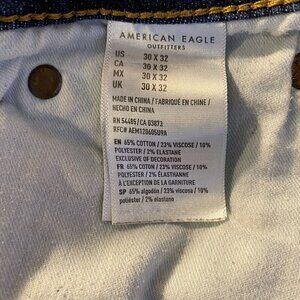 AMERICAN EAGLE
OUTFITTERS
US 30 X 32
CA 30 X 32
MX 30 X 32
UK 30 X 32
MADE IN CHINA / FABRIQUÉ EN CHINE /
HECHO EN CHINA
RN 54485/CA 03873
RFC# AEM120605U9A
EN 65% COTTON / 23% VISCOSE / 10%
POLYESTER / 2% ELASTANE
EXCLUSIVE OF DECORATION
FR 65% COTON / 23% VISCOSE / 10%
POLYESTER / 2% ÉLASTHANNE
À L'EXCEPTION DE LA GARNITURE
SP 65% algodón / 23% viscosa / 10%
poliéster / 2% elastano